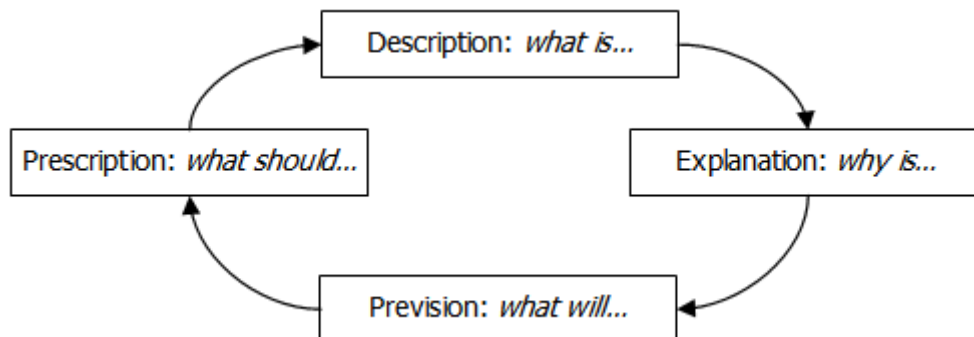 Description: what is...
Prescription: what should...
Explanation: why is...
Prevision: what will...